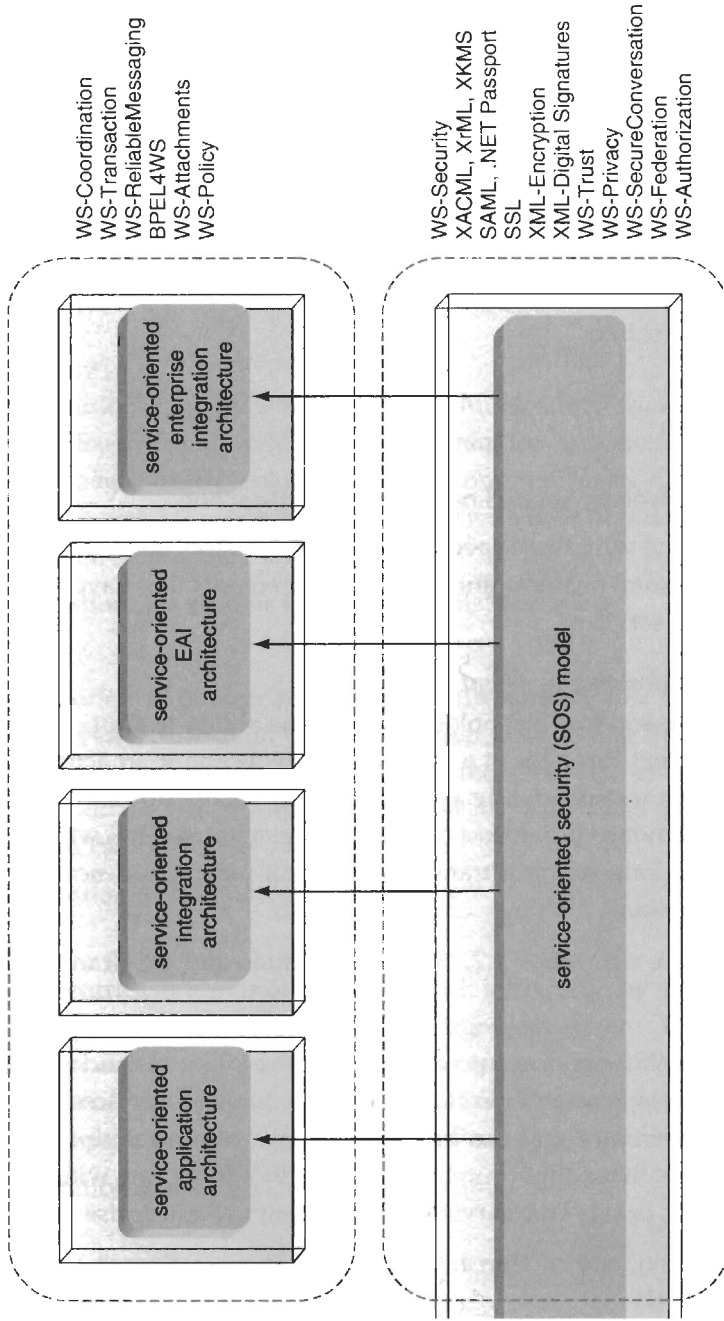 service-oriented
application
architecture
service-oriented
integration
architecture
service-oriented
EAI
architecture
service-oriented
enterprise
integration
architecture
WS-Coordination
WS-Transaction
WS-ReliableMessaging
BPEL4WS
WS-Attachments
WS-Policy
service-oriented security (SOS) model
WS-Security
XACML, XrML, XKMS
SAML, .NET Passport
SSL
XML-Encryption
XML-Digital Signatures
WS-Trust
WS-Privacy
WS-SecureConversation
WS-Federation
WS-Authorization